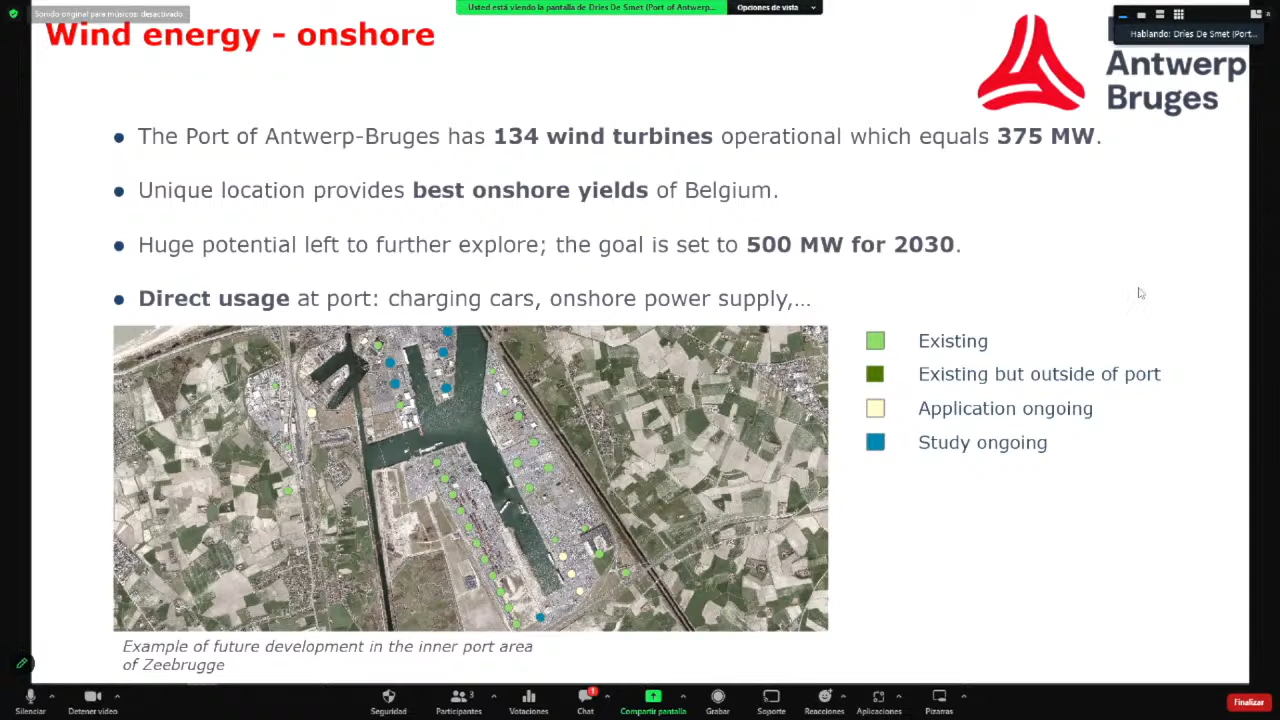 Sonido original para músicos: desactivado
Usted está viendo la pantalla de Dries De Smet (Port of Antwerp...
Opciones de vista
Hablando: Dries De Smet (Port...
Wind energy - onshore
Antwerp
Bruges
The Port of Antwerp-Bruges has 134 wind turbines operational which equals 375 MW.
Unique location provides best onshore yields of Belgium.
Huge potential left to further explore; the goal is set to 500 MW for 2030.
Direct usage at port: charging cars, onshore power supply,...
Existing
Existing but outside of port
Application ongoing
Study ongoing
Example of future development in the inner port area
of Zeebrugge
Silenciar
Detener video
Seguridad
Participantes
3
Votaciones
Chat
1
Compartir pantalla
Grabar
Soporte
Reacciones
Aplicaciones
Pizarras
Finalizar